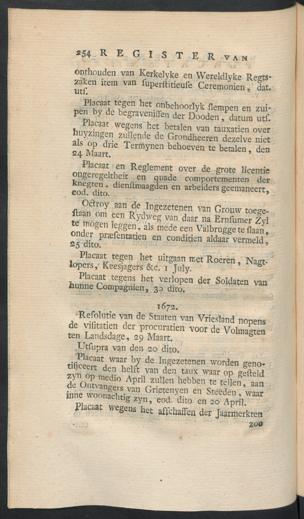 254 REGISTER VAN
onthouden van Kerkelyke en Wereldlyke Regts-
zaken item van superstitieuse Ceremonien, dat.
utf.
Placaat tegen het onbehoorlyk slempen en zui-
pen by de begravenissen der Dooden, datum utf.
Placaat wegens het betalen van tauxatien over
huyzingen zullende de Grondheeren dezelve niet
als op drie Termynen behoeven te betalen, den
24 Maart.
Placaat en Reglement over de grote licentie
ongeregeltheit en quade comportementen der
knegten, dienstmaagden en arbeiders geëmaneert,
eod. dito.
Octroy aan de Ingezetenen van Grouw toege-
staan om een Rydweg van daar na Ernsumer Zyl
te mogen leggen, als mede een Valbrugge te slaan,
onder præsentatien en conditien aldaar vermeld,
25 dito.
Placaat tegen het uitgaan met Roeren, Nagt-
lopers, Keesjagers &c. 1 July.
Placaat tegens het verlopen der Soldaten van
hunne Compagnien, 30 dito.
1672.
Resolutie van de Staaten van Vriesland nopens
de visitatien der procuratien voor de Volmagten
ten Landsdage, 29 Maart.
Utsupra van den 20 dito.
Placaat waar by de Ingezetenen worden geno-
tificeert den helft van den taux waar op gesteld
zyn op medio April zullen hebben te tellen, aan
de Ontvangers van Grietenyen en Steeden, waar
inne woonachtig zyn, eod. dito en 20 April.
Placaat wegens het afschaffen der Jaarmerkten
zoo